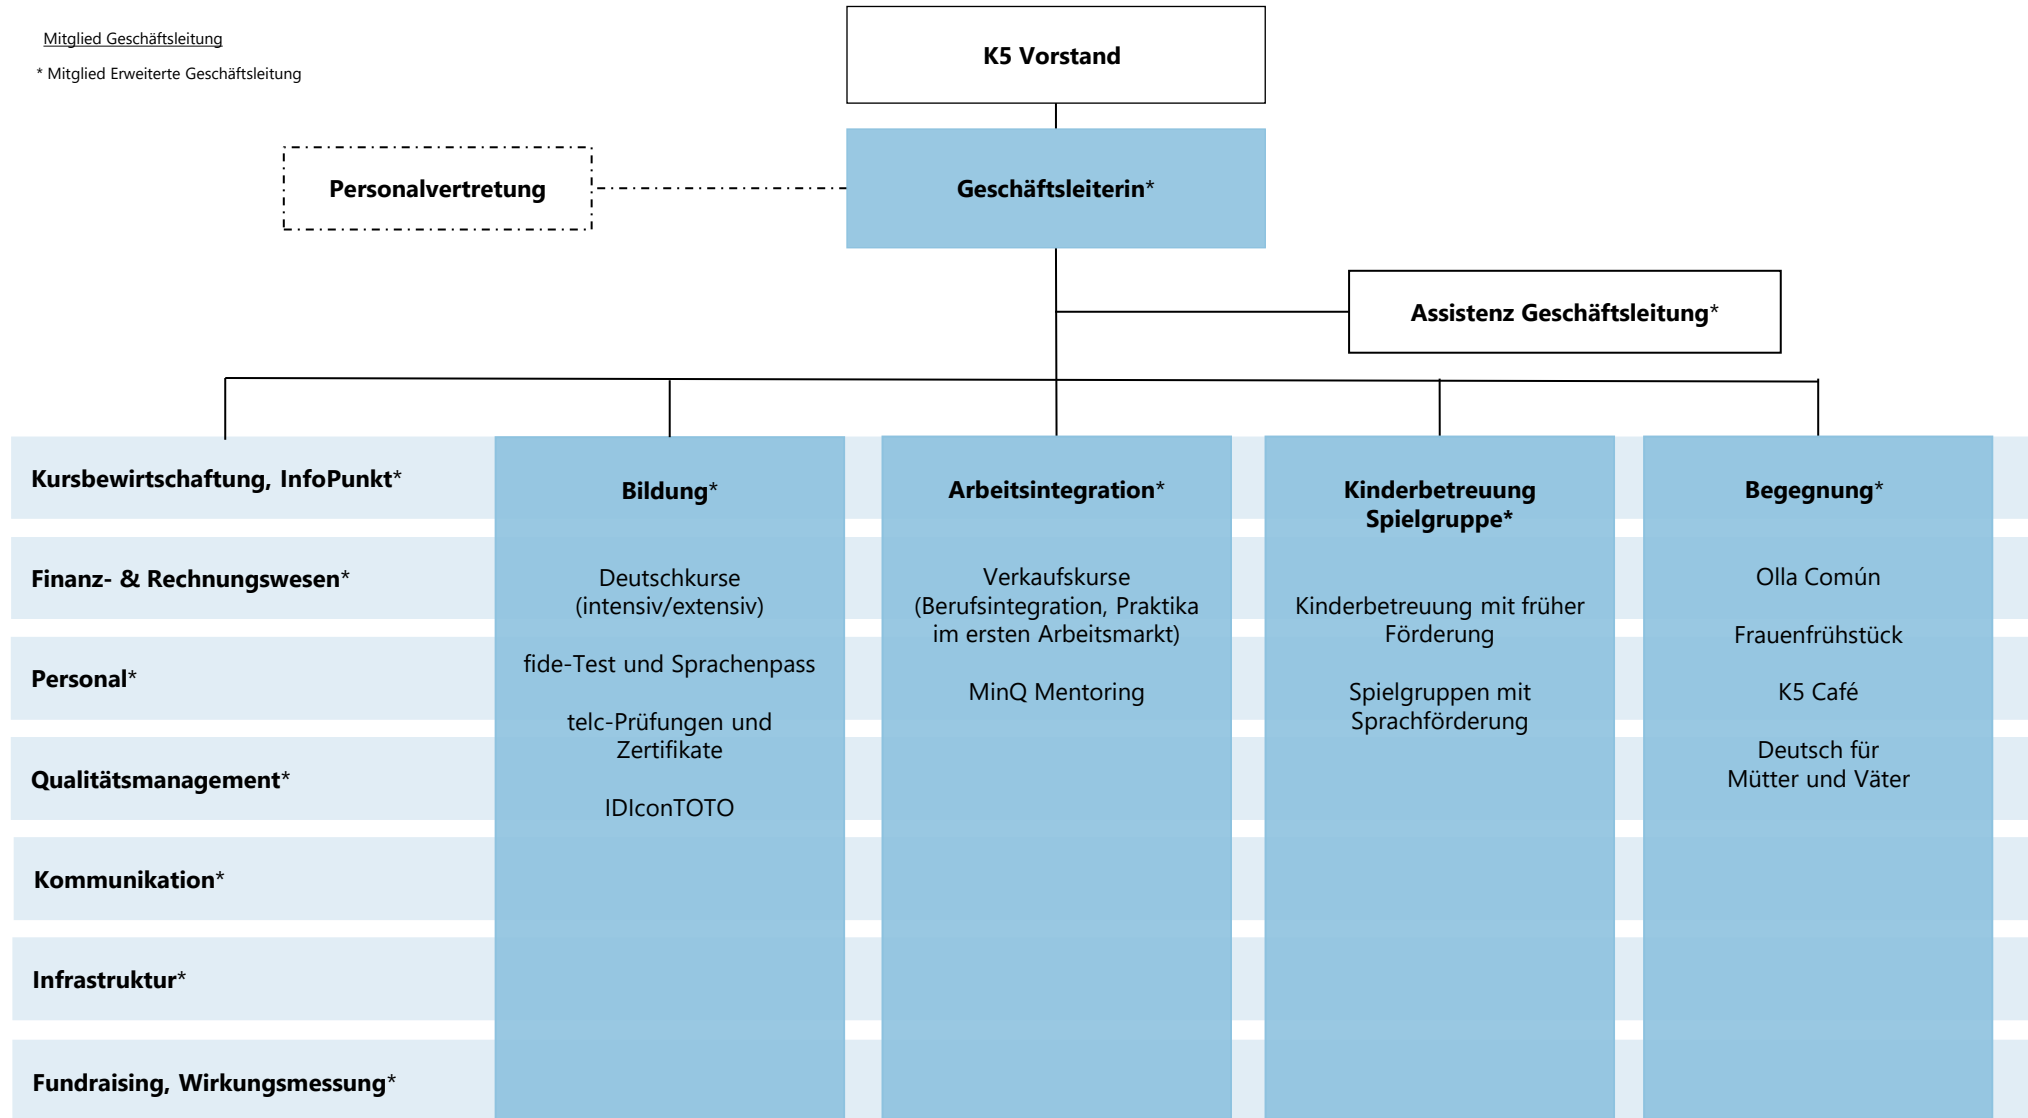 Mitglied Geschäftsleitung
* Mitglied Erweiterte Geschäftsleitung
K5 Vorstand
Personalvertretung
Geschäftsleiterin*
Assistenz Geschäftsleitung*
Kursbewirtschaftung, InfoPunkt*
Finanz- & Rechnungswesen*
Personal*
Qualitätsmanagement*
Kommunikation*
Infrastruktur*
Fundraising, Wirkungsmessung*
Bildung*
Deutschkurse
(intensiv/extensiv)
fide-Test und Sprachenpass
telc-Prüfungen und
Zertifikate
IDIconTOTO
Arbeitsintegration*
Verkaufskurse
(Berufsintegration, Praktika
im ersten Arbeitsmarkt)
MinQ Mentoring
Kinderbetreuung
Spielgruppe*
Kinderbetreuung mit früher
Förderung
Spielgruppen mit
Sprachförderung
Begegnung*
Olla Común
Frauenfrühstück
K5 Café
Deutsch für
Mütter und Väter